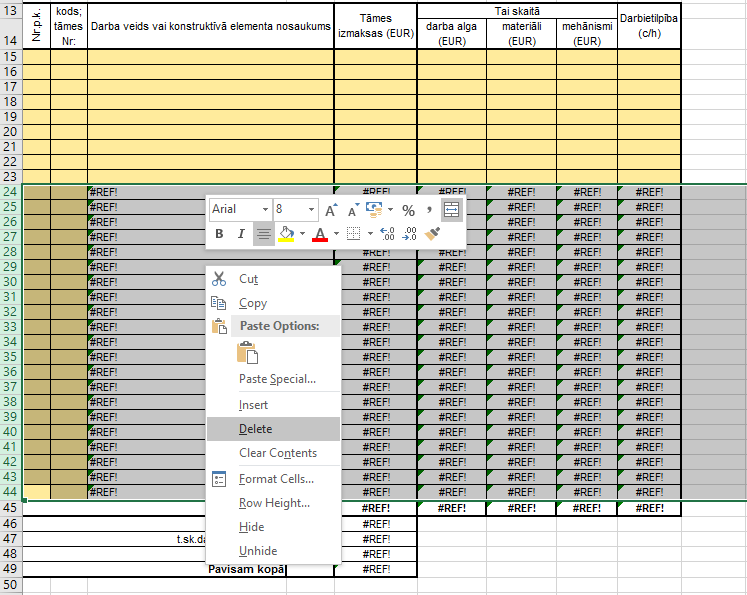 13 Nr.p.k. kods; Darba veids vai konstruktīvā elementa nosaukums Tāmes Tai skaitā Darbietilpība
tāmes izmaksas (EUR) darba alga materiāli mehānismi (c/h)
14 Nr: (EUR) (EUR) (EUR)
15
16
17
18
19
20
21
22
23
24 #REF! #REF! #REF! #REF! #REF! #REF!
25 #REF! #REF! #REF! #REF!
Arial 8 A A % ,
26 #REF! #REF! #REF!
27 #REF! #REF! #REF! #REF!
B I A ,0 ,00
,00 ,0
28 #REF! #REF! #REF! #REF! #REF! #REF!
29 #REF! #REF! #REF! #REF! #REF! #REF!
Cut
30 #REF! #REF! #REF! #REF! #REF! #REF!
31 #REF! #REF! #REF! #REF! #REF! #REF!
Copy
32 #REF! #REF! #REF! #REF! #REF! #REF!
33 #REF! #REF! #REF! #REF! #REF! #REF!
Paste Options:
34 #REF! #REF! #REF! #REF! #REF! #REF!
35 #REF! #REF! #REF! #REF! #REF! #REF!
36 #REF! #REF! #REF! #REF! #REF! #REF!
Paste Special...
37 #REF! #REF! #REF! #REF! #REF! #REF!
38 #REF! #REF! #REF! #REF! #REF! #REF!
Insert
39 #REF! #REF! #REF! #REF! #REF! #REF!
40 #REF! #REF! #REF! #REF! #REF! #REF!
Delete
41 #REF! #REF! #REF! #REF! #REF! #REF!
Clear Contents
42 #REF! #REF! #REF! #REF! #REF! #REF!
43 #REF! #REF! #REF! #REF! #REF! #REF!
Format Cells...
44 #REF! #REF! #REF! #REF! #REF! #REF!
Row Height...
45 #REF! #REF! #REF! #REF! #REF!
46 #REF!
Hide
47 t.sk.da #REF!
48 #REF!
Unhide
49 Pavisam kopā #REF!
50